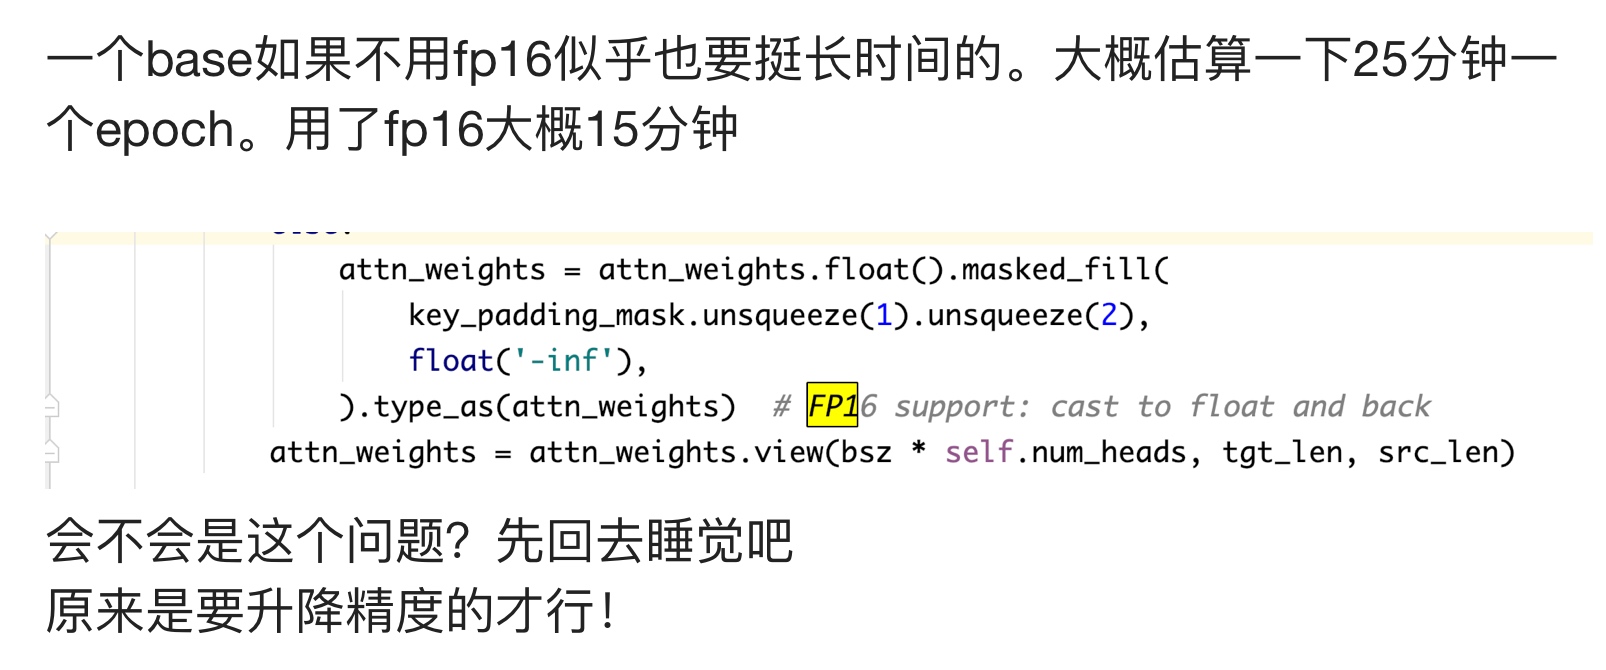 一个base如果不用fp16似乎也要挺长时间的。大概估算一下25分钟一
个epoch。用了fp16大概15分钟
attn_weights = attn_weights.float().masked_fill(
key_padding_mask.unsqueeze(1).unsqueeze(2),
float('-inf'),
).type_as(attn_weights)  # FP16 support: cast to float and back
attn_weights = attn_weights.view(bsz * self.num_heads, tgt_len, src_len)
会不会是这个问题？先回去睡觉吧
原来是要升降精度的才行！